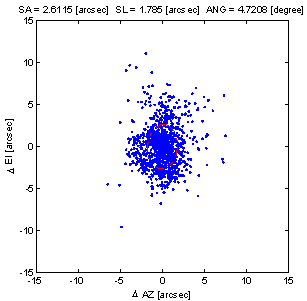 SA = 2.6115 [arcsec]  SL = 1.785 [arcsec]  ANG = 4.7208 [degree]
15
10
5
0
-5
-10
-15
Δ El [arcsec]
-15 -10 -5 0 5 10 15
Δ AZ [arcsec]